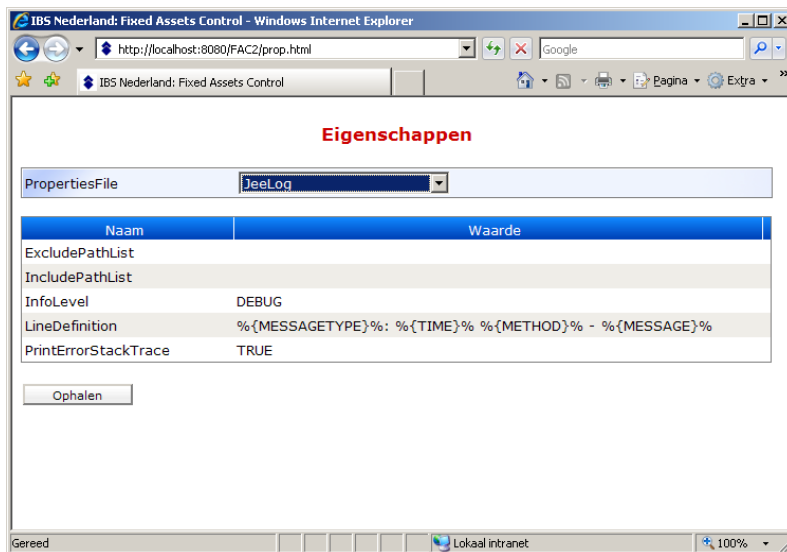 IBS Nederland: Fixed Assets Control - Windows Internet Explorer
http://localhost:8080/FAC2/prop.html
Google
IBS Nederland: Fixed Assets Control
Pagina
Extra
»
Eigenschappen
PropertiesFile JeeLog
Naam Waarde
ExcludePathList
IncludePathList
InfoLevel DEBUG
LineDefinition %{MESSAGETYPE}%: %{TIME}% %{METHOD}% - %{MESSAGE}%
PrintErrorStackTrace TRUE
Ophalen
Gereed Lokaal intranet 100%